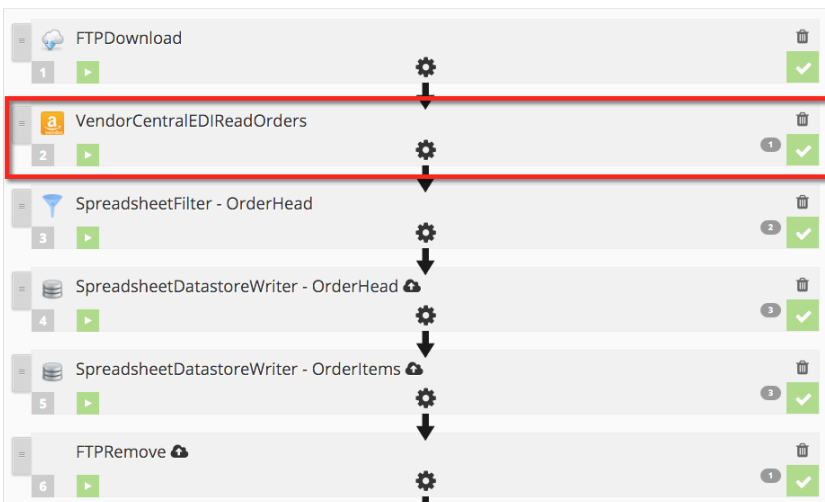 FTPDownload
1
VendorCentralEDIReadOrders
1
2
SpreadsheetFilter - OrderHead
2
3
SpreadsheetDatastoreWriter - OrderHead
3
4
SpreadsheetDatastoreWriter - OrderItems
3
5
FTPRemove
1
6